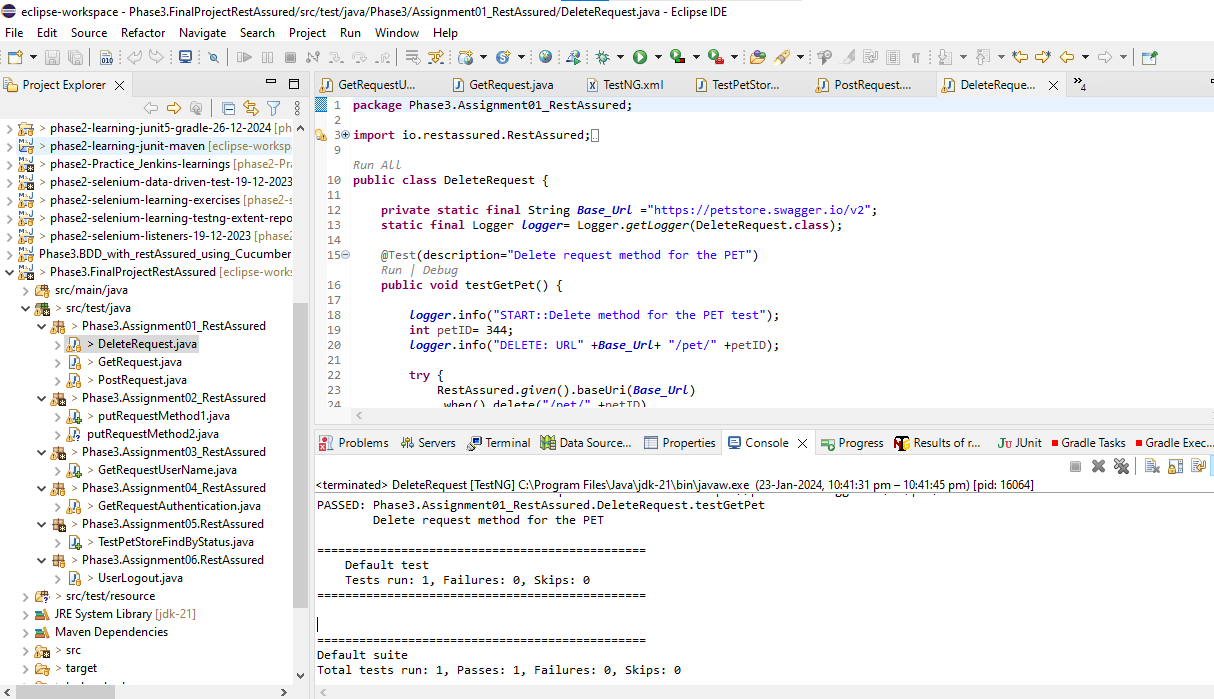 eclipse-workspace - Phase3.FinalProjectRestAssured/src/test/java/Phase3/Assignment01_RestAssured/DeleteRequest.java - Eclipse IDE
File Edit Source Refactor Navigate Search Project Run Window Help
Project Explorer
> phase2-learning-junit5-gradle-26-12-2024 [ph
> phase2-learning-junit-maven [eclipse-worksp
> phase2-Practice_Jenkins-learnings [phase2-Pra
> phase2-selenium-data-driven-test-19-12-2023
> phase2-selenium-learning-exercises [phase2-s
> phase2-selenium-learning-testng-extent-repo
> phase2-selenium-listeners-19-12-2023 [phase2
Phase3.BDD_with_restAssured_using_Cucumber
> Phase3.FinalProjectRestAssured [eclipse-works
src/main/java
> src/test/java
> Phase3.Assignment01_RestAssured
> DeleteRequest.java
> GetRequest.java
> PostRequest.java
> Phase3.Assignment02_RestAssured
> putRequestMethod1.java
> putRequestMethod2.java
> Phase3.Assignment03_RestAssured
> GetRequestUserName.java
> Phase3.Assignment04_RestAssured
> GetRequestAuthentication.java
> Phase3.Assignment05.RestAssured
> TestPetStoreFindByStatus.java
> Phase3.Assignment06.RestAssured
> UserLogout.java
> src/test/resource
JRE System Library [jdk-21]
Maven Dependencies
> src
> target
GetRequestU... GetRequest.java TestNG.xml TestPetStor... PostRequest.... DeleteReque... »4
1 package Phase3.Assignment01_RestAssured;
2
3 import io.restassured.RestAssured;
9
Run All
10 public class DeleteRequest {
11
12 private static final String Base_Url ="https://petstore.swagger.io/v2";
13 static final Logger logger= Logger.getLogger(DeleteRequest.class);
14
15 @Test(description="Delete request method for the PET")
Run | Debug
16 public void testGetPet() {
17
18 logger.info("START::Delete method for the PET test");
19 int petID= 344;
20 logger.info("DELETE: URL" +Base_Url+ "/pet/" +petID);
21
22 try {
23 RestAssured.given().baseUri(Base_Url)
24 .when().delete("/pet/" +petID)
Problems Servers Terminal Data Source... Properties Console Progress Results of r... JUnit Gradle Tasks Gradle Exec...
<terminated> DeleteRequest [TestNG] C:\Program Files\Java\jdk-21\bin\javaw.exe (23-Jan-2024, 10:41:31 pm – 10:41:45 pm) [pid: 16064]
PASSED: Phase3.Assignment01_RestAssured.DeleteRequest.testGetPet
Delete request method for the PET
===============================================
Default test
Tests run: 1, Failures: 0, Skips: 0
===============================================
===============================================
Default suite
Total tests run: 1, Passes: 1, Failures: 0, Skips: 0